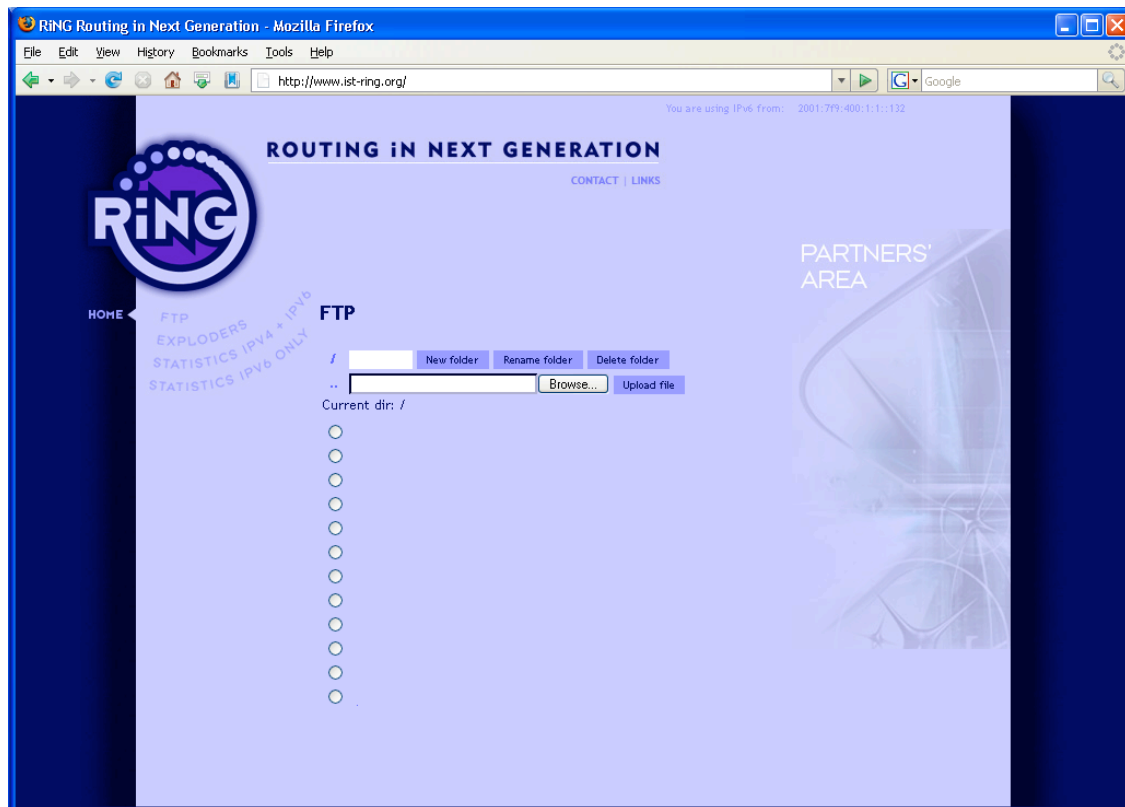 RiNG Routing in Next Generation - Mozilla Firefox
File Edit View History Bookmarks Tools Help
http://www.ist-ring.org/
G Google
You are using IPv6 from: 2001:7f9:400:1:1::132
ROUTING iN NEXT GENERATION
CONTACT | LINKS
RiNG
PARTNERS'
AREA
HOME
FTP
EXPLODERS
STATISTICS IPV4 + IPV6
STATISTICS IPV6 ONLY
FTP
/ New folder Rename folder Delete folder
.. Browse... Upload file
Current dir: /